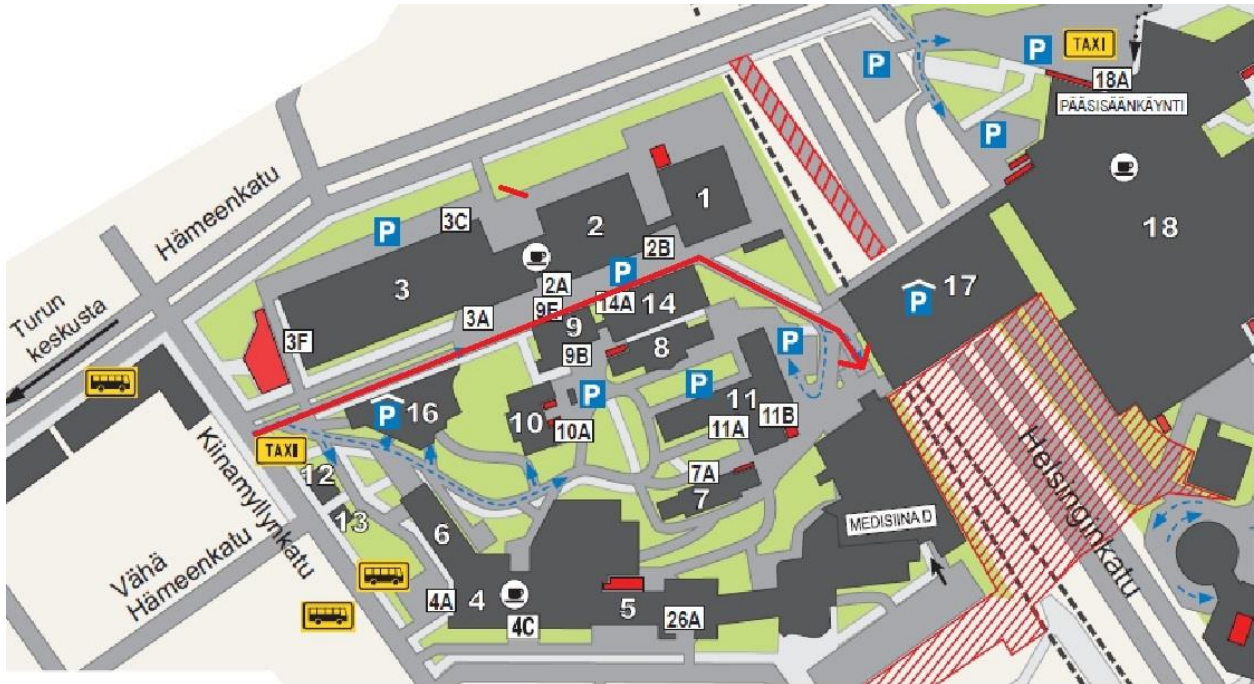 P
TAXI
P
18A
PÄÄSISÄÄNKÄYNTI
P
Hämeenkatu
Turun
keskusta
P
3C
2
1
2B
18
3
2A
P
17
P
9E
14A
14
3A
9
3F
9B
8
P
P
16
P
P
10
11
10A
11A
11B
TAXI
Kiinamyllynkatu
12
7A
7
Helsinginkatu
13
6
MEDISIINA D
Vähä
Hämeenkatu
4A
4
4C
5
26A